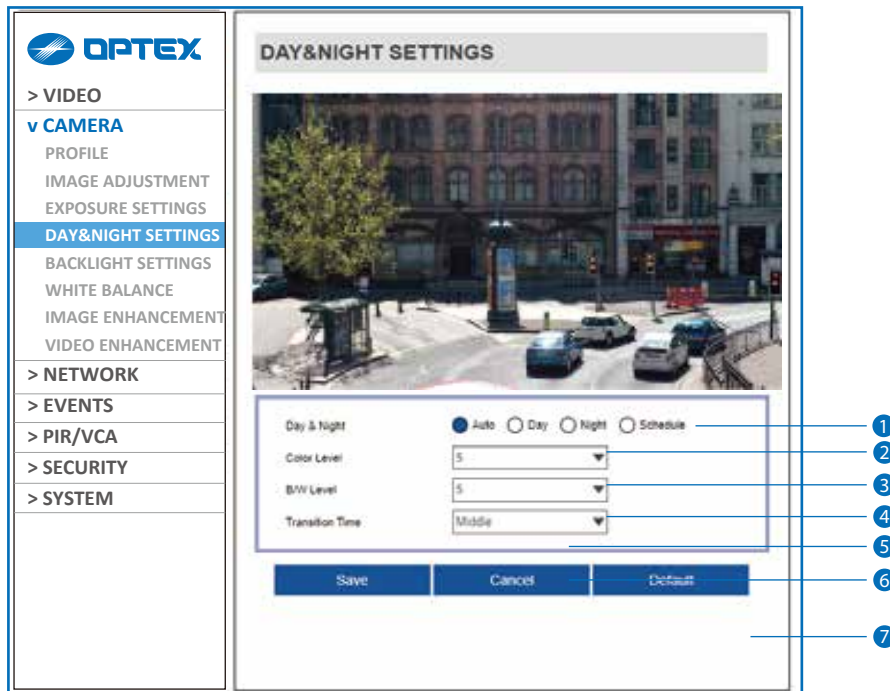 OPTEX
> VIDEO
v CAMERA
PROFILE
IMAGE ADJUSTMENT
EXPOSURE SETTINGS
DAY&NIGHT SETTINGS
BACKLIGHT SETTINGS
WHITE BALANCE
IMAGE ENHANCEMENT
VIDEO ENHANCEMENT
> NETWORK
> EVENTS
> PIR/VCA
> SECURITY
> SYSTEM
DAY&NIGHT SETTINGS
Day & Night Auto Day Night Schedule 1
Color Level 5 2
B/W Level 5 3
Transition Time Middle 4
5
Save Cancel Default 6
7